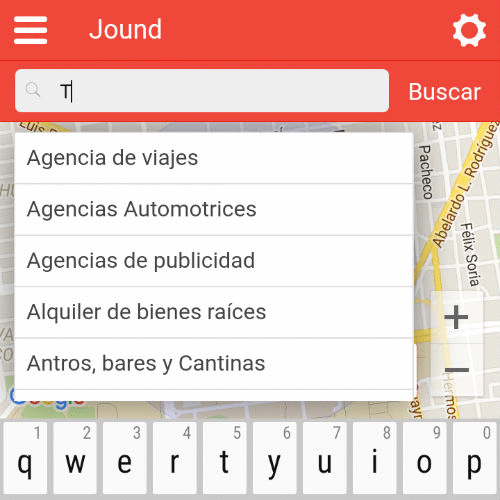 Jound
T
Buscar
Luis
Pacheco
Abelardo L. Rodríguez
Félix Soria
Agencia de viajes
Agencias Automotrices
Agencias de publicidad
Alquiler de bienes raíces
Antros, bares y Cantinas
+
−
Google
1 2 3 4 5 6 7 8 9 0
q w e r t y u i o p